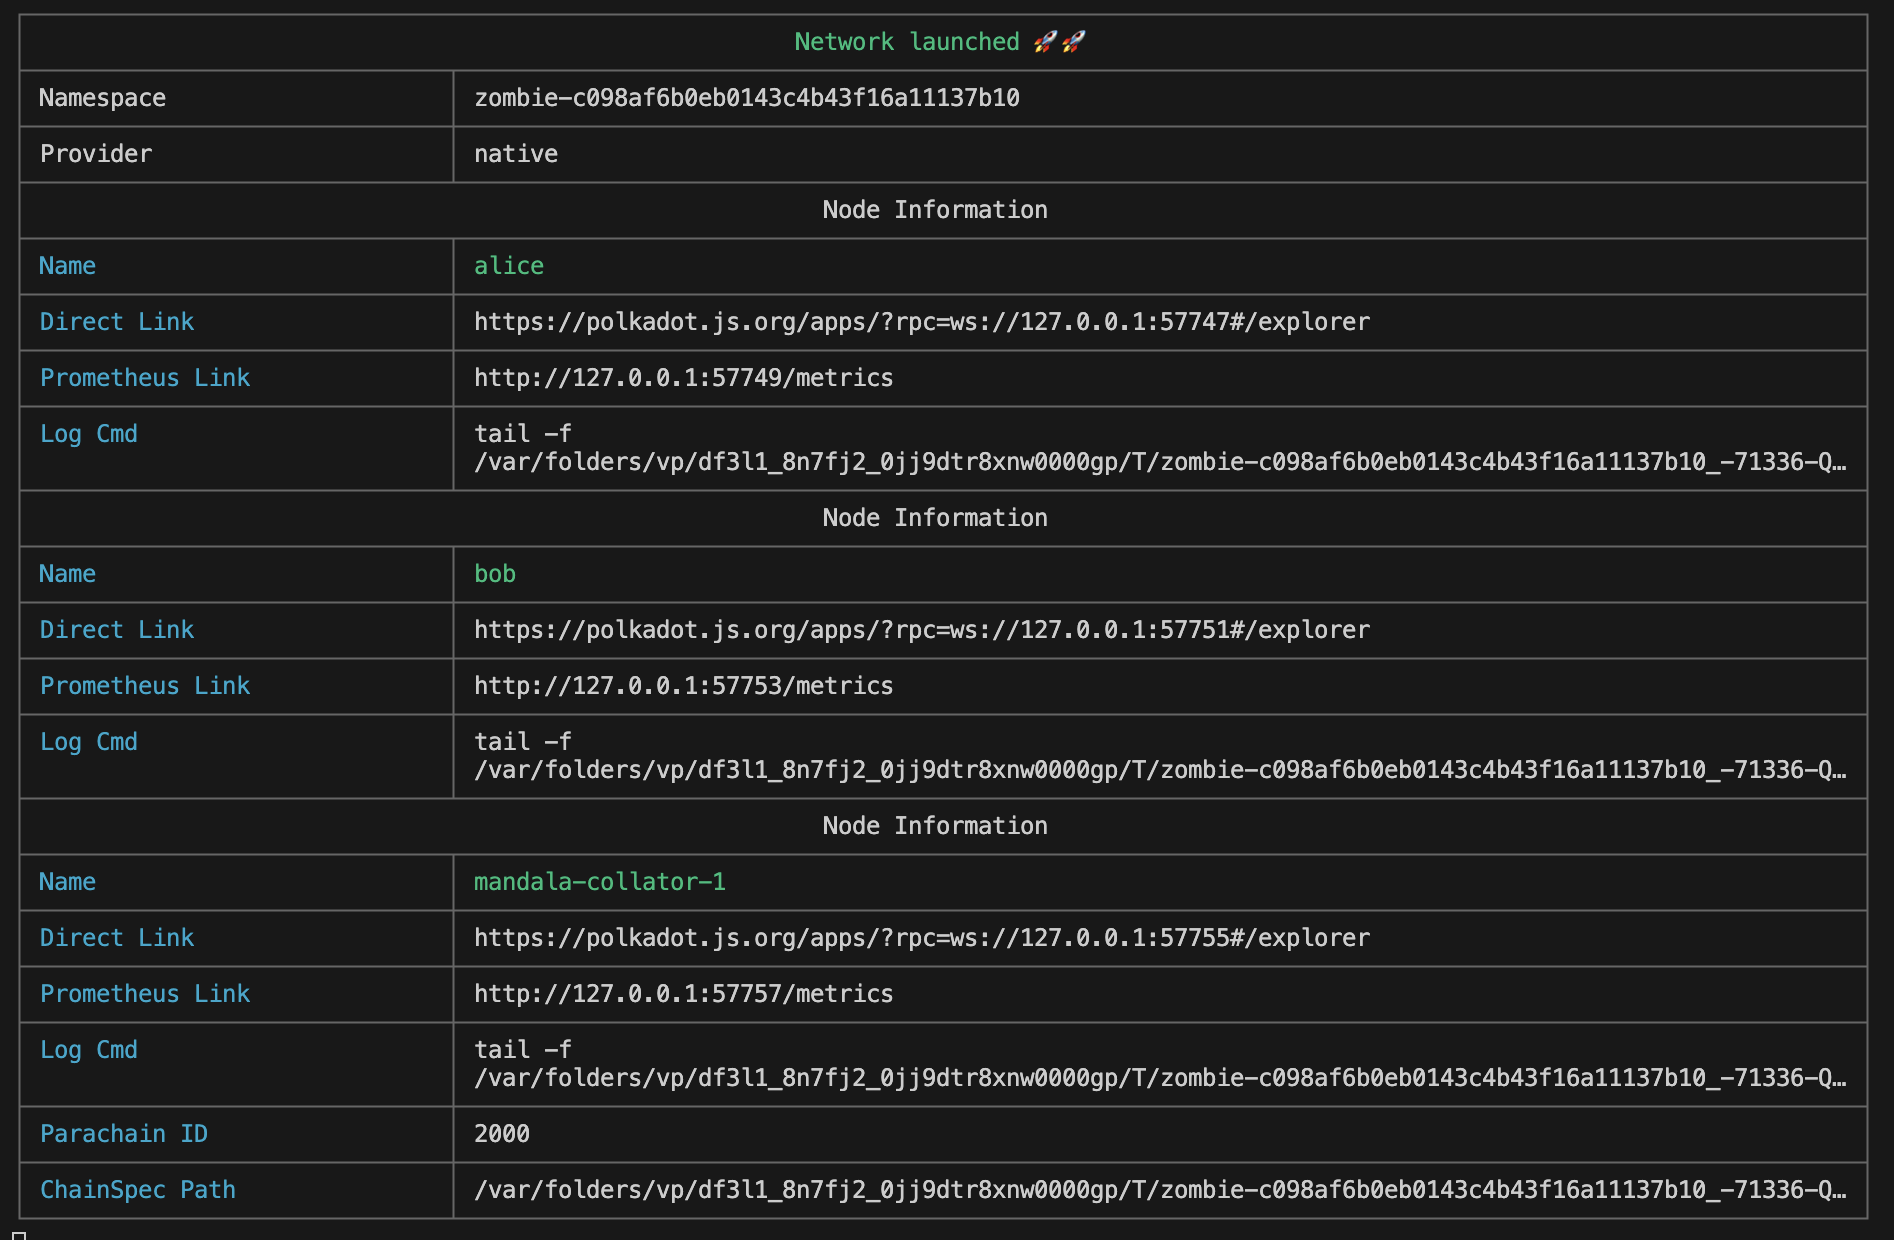 Network launched 🚀🚀
Namespace zombie-c098af6b0eb0143c4b43f16a11137b10
Provider native
Node Information
Name alice
Direct Link https://polkadot.js.org/apps/?rpc=ws://127.0.0.1:57747#/explorer
Prometheus Link http://127.0.0.1:57749/metrics
Log Cmd tail -f
/var/folders/vp/df3l1_8n7fj2_0jj9dtr8xnw0000gp/T/zombie-c098af6b0eb0143c4b43f16a11137b10_-71336-Q…
Node Information
Name bob
Direct Link https://polkadot.js.org/apps/?rpc=ws://127.0.0.1:57751#/explorer
Prometheus Link http://127.0.0.1:57753/metrics
Log Cmd tail -f
/var/folders/vp/df3l1_8n7fj2_0jj9dtr8xnw0000gp/T/zombie-c098af6b0eb0143c4b43f16a11137b10_-71336-Q…
Node Information
Name mandala-collator-1
Direct Link https://polkadot.js.org/apps/?rpc=ws://127.0.0.1:57755#/explorer
Prometheus Link http://127.0.0.1:57757/metrics
Log Cmd tail -f
/var/folders/vp/df3l1_8n7fj2_0jj9dtr8xnw0000gp/T/zombie-c098af6b0eb0143c4b43f16a11137b10_-71336-Q…
Parachain ID 2000
ChainSpec Path /var/folders/vp/df3l1_8n7fj2_0jj9dtr8xnw0000gp/T/zombie-c098af6b0eb0143c4b43f16a11137b10_-71336-Q…